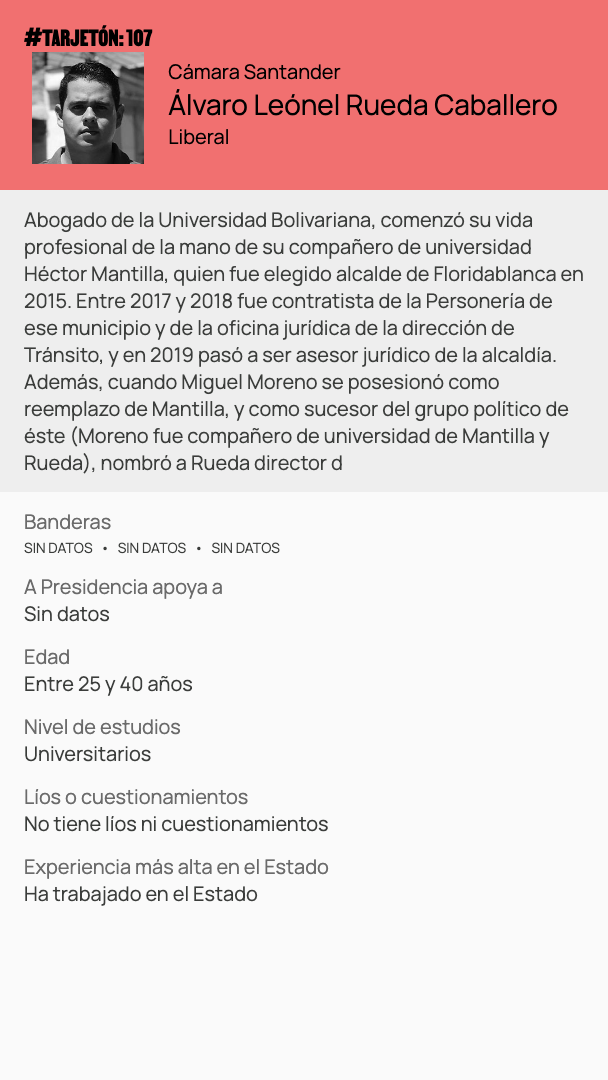 #TARJETÓN: 107
Cámara Santander
Álvaro Leónel Rueda Caballero
Liberal
Abogado de la Universidad Bolivariana, comenzó su vida
profesional de la mano de su compañero de universidad
Héctor Mantilla, quien fue elegido alcalde de Floridablanca en
2015. Entre 2017 y 2018 fue contratista de la Personería de
ese municipio y de la oficina jurídica de la dirección de
Tránsito, y en 2019 pasó a ser asesor jurídico de la alcaldía.
Además, cuando Miguel Moreno se posesionó como
reemplazo de Mantilla, y como sucesor del grupo político de
éste (Moreno fue compañero de universidad de Mantilla y
Rueda), nombró a Rueda director d
Banderas
SIN DATOS • SIN DATOS • SIN DATOS
A Presidencia apoya a
Sin datos
Edad
Entre 25 y 40 años
Nivel de estudios
Universitarios
Líos o cuestionamientos
No tiene líos ni cuestionamientos
Experiencia más alta en el Estado
Ha trabajado en el Estado